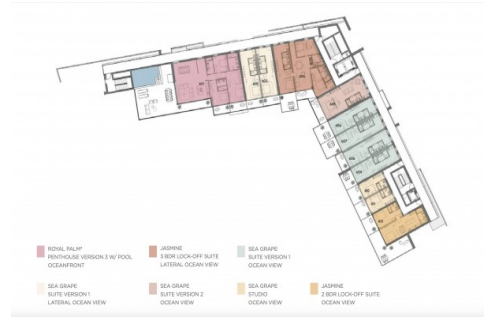 ROYAL PALM®
PENTHOUSE VERSION 3 W/ POOL
OCEANFRONT
JASMINE
3 BDR LOCK-OFF SUITE
LATERAL OCEAN VIEW
SEA GRAPE
SUITE VERSION 1
OCEAN VIEW
SEA GRAPE
SUITE VERSION 1
LATERAL OCEAN VIEW
SEA GRAPE
SUITE VERSION 2
OCEAN VIEW
SEA GRAPE
STUDIO
OCEAN VIEW
JASMINE
2 BDR LOCK-OFF SUITE
OCEAN VIEW